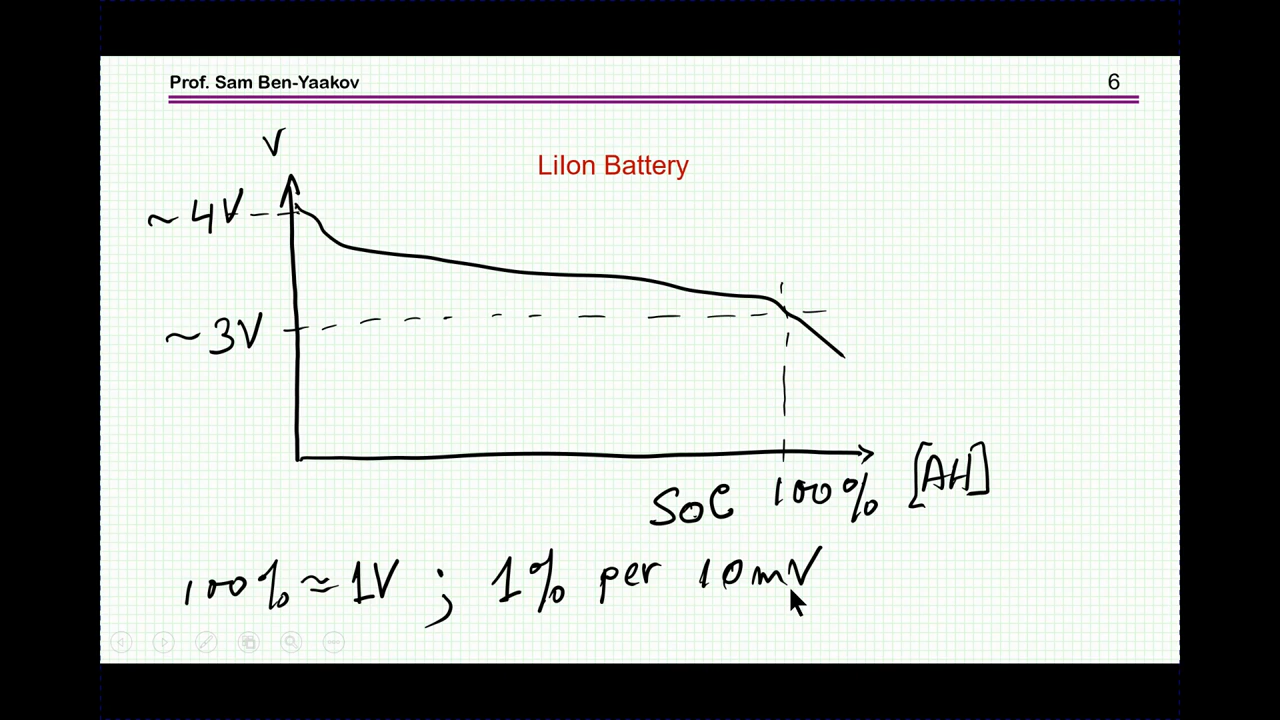 Prof. Sam Ben-Yaakov 6
LiIon Battery
V
~4V
~3V
SoC 100% [AH]
100% ≈ 1V ; 1% per 10mV